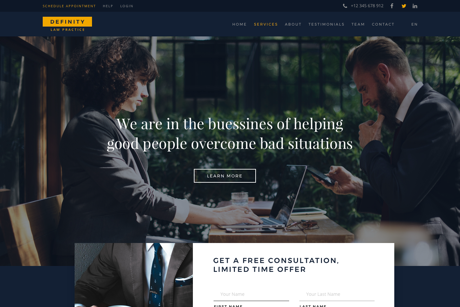 SCHEDULE APPOINTMENT HELP LOGIN
+12 345 678 912
DEFINITY
LAW PRACTICE
HOME SERVICES ABOUT TESTIMONIALS TEAM CONTACT EN
We are in the buessines of helping
good people overcome bad situations
LEARN MORE
GET A FREE CONSULTATION,
LIMITED TIME OFFER
Your Name Your Last Name
FIRST NAME LAST NAME